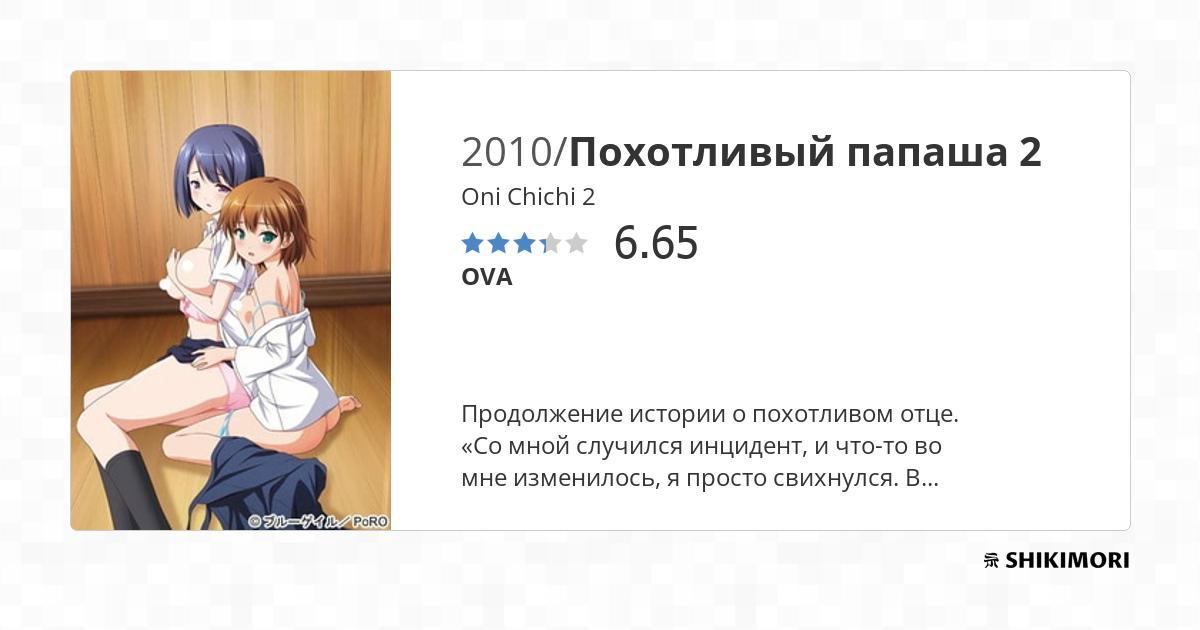 2010/Похотливый папаша 2
Oni Chichi 2
6.65
OVA
Продолжение истории о похотливом отце.
«Со мной случился инцидент, и что-то во
мне изменилось, я просто свихнулся. В...
© ブルーゲイル／PoRO
SHIKIMORI